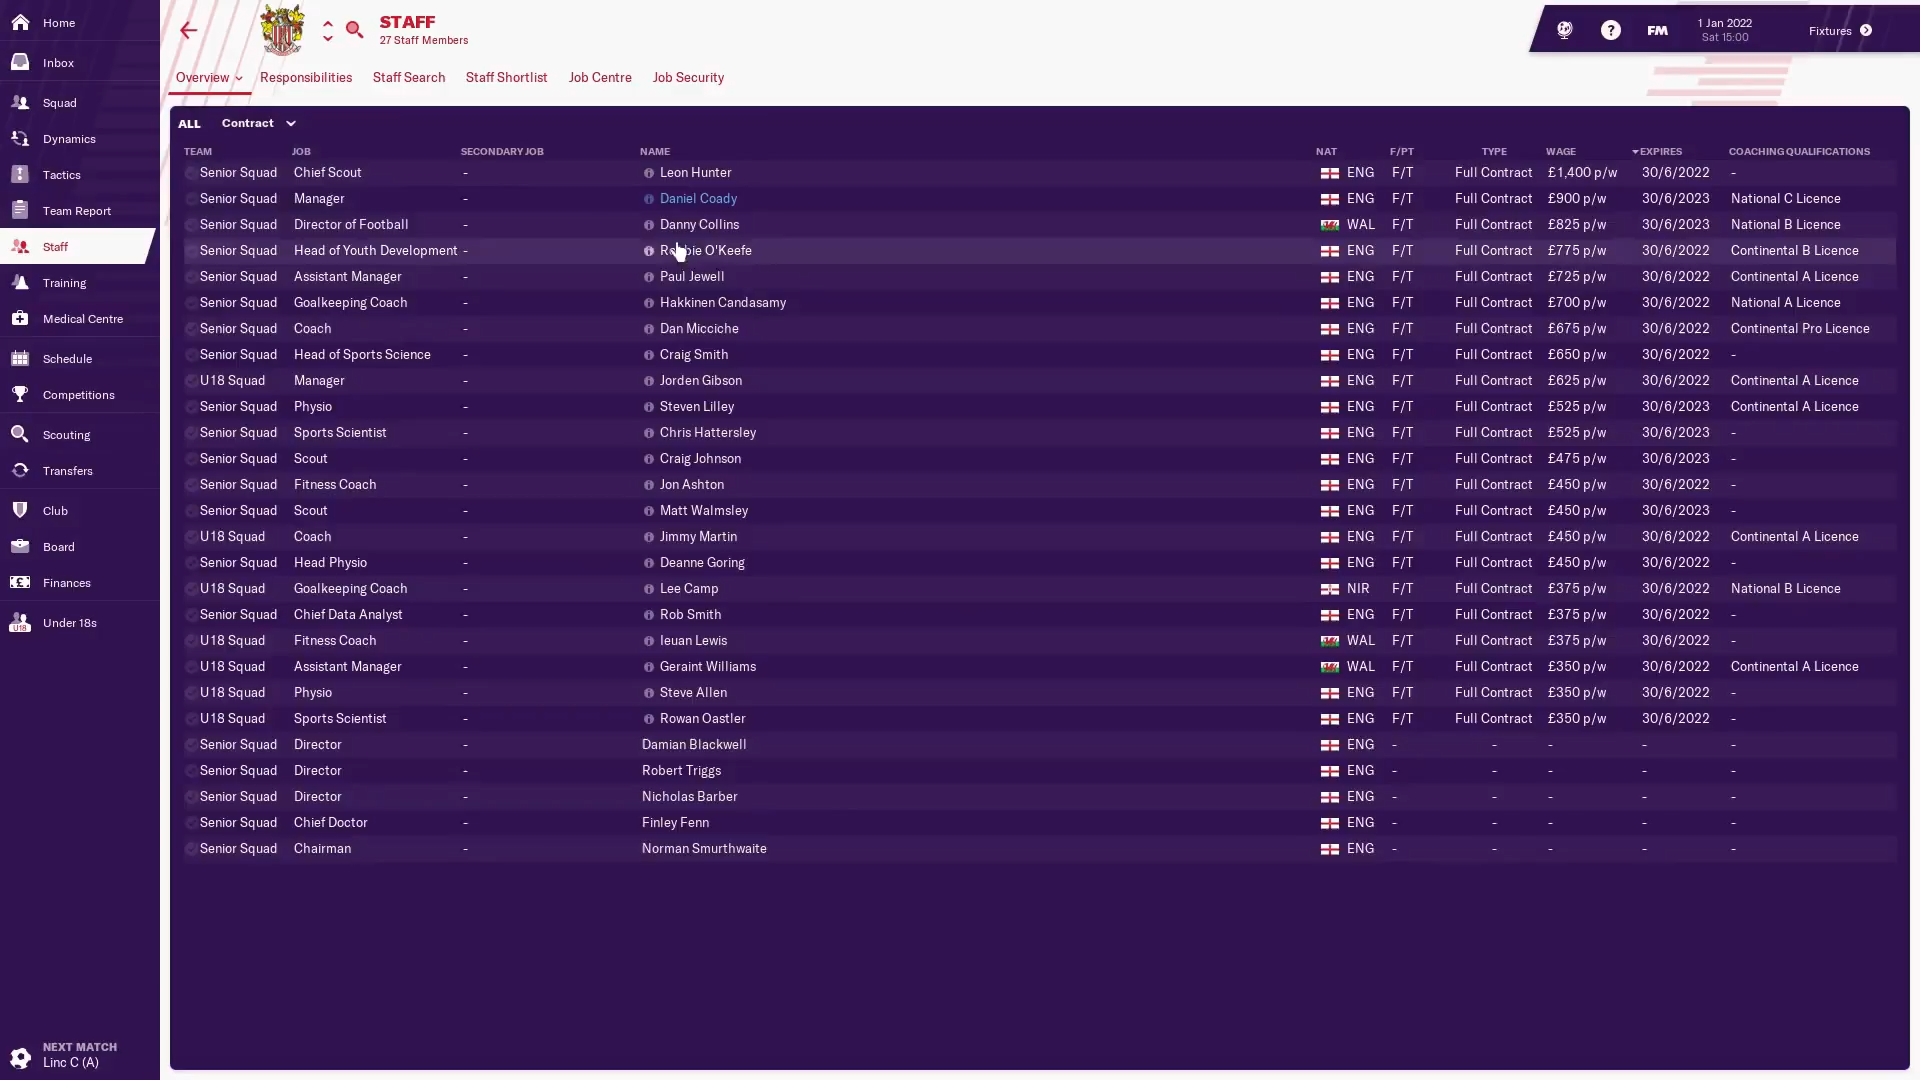 Home
Inbox
Squad
Dynamics
Tactics
Team Report
Staff
Training
Medical Centre
Schedule
Competitions
Scouting
Transfers
Club
Board
Finances
U18 Under 18s
NEXT MATCH
Linc C (A)
STAFF
27 Staff Members
? FM 1 Jan 2022 Fixtures
Sat 15:00
Overview Responsibilities Staff Search Staff Shortlist Job Centre Job Security
ALL Contract
TEAM JOB SECONDARY JOB NAME NAT F/PT TYPE WAGE EXPIRES COACHING QUALIFICATIONS
Senior Squad Chief Scout - Leon Hunter ENG F/T Full Contract £1,400 p/w 30/6/2022 -
Senior Squad Manager - Daniel Coady ENG F/T Full Contract £900 p/w 30/6/2023 National C Licence
Senior Squad Director of Football - Danny Collins WAL F/T Full Contract £825 p/w 30/6/2023 National B Licence
Senior Squad Head of Youth Development - O'Keefe ENG F/T Full Contract £775 p/w 30/6/2022 Continental B Licence
Senior Squad Assistant Manager - Paul Jewell ENG F/T Full Contract £725 p/w 30/6/2022 Continental A Licence
Senior Squad Goalkeeping Coach - Hakkinen Candasamy ENG F/T Full Contract £700 p/w 30/6/2022 National A Licence
Senior Squad Coach - Dan Micciche ENG F/T Full Contract £675 p/w 30/6/2022 Continental Pro Licence
Senior Squad Head of Sports Science - Craig Smith ENG F/T Full Contract £650 p/w 30/6/2022 -
U18 Squad Manager - Jorden Gibson ENG F/T Full Contract £625 p/w 30/6/2022 Continental A Licence
Senior Squad Physio - Steven Lilley ENG F/T Full Contract £525 p/w 30/6/2023 Continental A Licence
Senior Squad Sports Scientist - Chris Hattersley ENG F/T Full Contract £525 p/w 30/6/2023 -
Senior Squad Scout - Craig Johnson ENG F/T Full Contract £475 p/w 30/6/2023 -
Senior Squad Fitness Coach - Jon Ashton ENG F/T Full Contract £450 p/w 30/6/2022 -
Senior Squad Scout - Matt Walmsley ENG F/T Full Contract £450 p/w 30/6/2023 -
U18 Squad Coach - Jimmy Martin ENG F/T Full Contract £450 p/w 30/6/2022 Continental A Licence
Senior Squad Head Physio - Deanne Goring ENG F/T Full Contract £450 p/w 30/6/2022 -
U18 Squad Goalkeeping Coach - Lee Camp NIR F/T Full Contract £375 p/w 30/6/2022 National B Licence
Senior Squad Chief Data Analyst - Rob Smith ENG F/T Full Contract £375 p/w 30/6/2022 -
U18 Squad Fitness Coach - Ieuan Lewis WAL F/T Full Contract £375 p/w 30/6/2022 -
U18 Squad Assistant Manager - Geraint Williams WAL F/T Full Contract £350 p/w 30/6/2022 Continental A Licence
U18 Squad Physio - Steve Allen ENG F/T Full Contract £350 p/w 30/6/2022 -
U18 Squad Sports Scientist - Rowan Oastler ENG F/T Full Contract £350 p/w 30/6/2022 -
Senior Squad Director - Damian Blackwell ENG - - - - -
Senior Squad Director - Robert Triggs ENG - - - - -
Senior Squad Director - Nicholas Barber ENG - - - - -
Senior Squad Chief Doctor - Finley Fenn ENG - - - - -
Senior Squad Chairman - Norman Smurthwaite ENG - - - - -